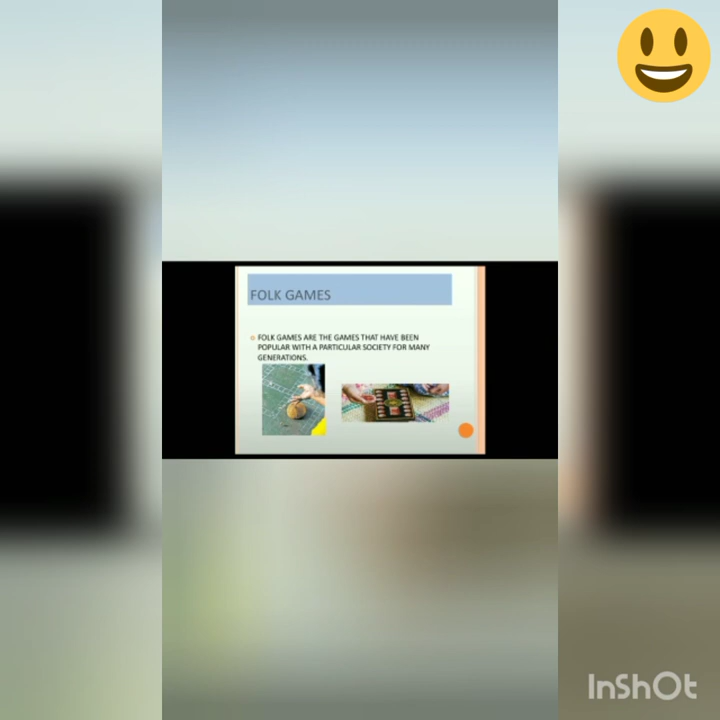 FOLK GAMES
FOLK GAMES ARE THE GAMES THAT HAVE BEEN
POPULAR WITH A PARTICULAR SOCIETY FOR MANY
GENERATIONS.
InShOt